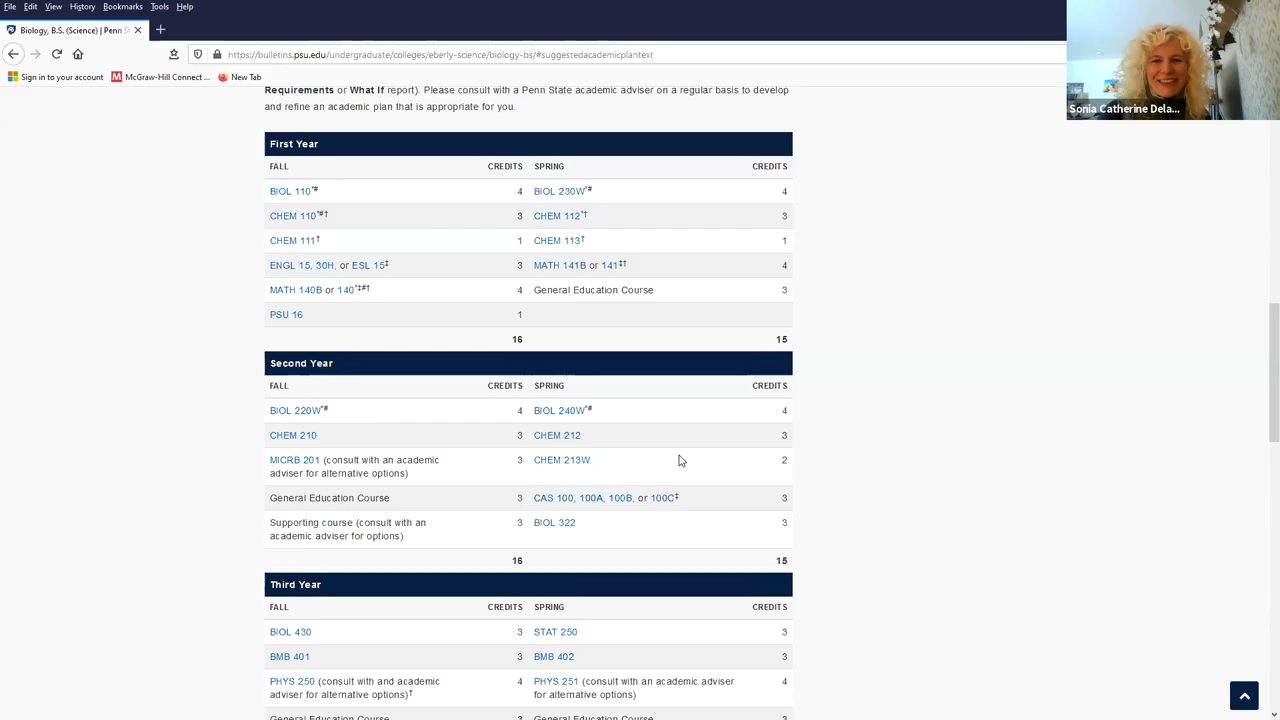 File Edit View History Bookmarks Tools Help
Biology, B.S. (Science) | Penn S
https://bulletins.psu.edu/undergraduate/colleges/eberly-science/biology-bs/#suggestedacademicplantext
Sign in to your account McGraw-Hill Connect ... New Tab
Sonia Catherine Dela...
Requirements or What If report). Please consult with a Penn State academic adviser on a regular basis to develop
and refine an academic plan that is appropriate for you.
First Year
FALL CREDITS SPRING CREDITS
BIOL 110*# 4 BIOL 230W*# 4
CHEM 110*#† 3 CHEM 112*† 3
CHEM 111† 1 CHEM 113† 1
ENGL 15, 30H, or ESL 15‡ 3 MATH 141B or 141‡† 4
MATH 140B or 140*‡#† 4 General Education Course 3
PSU 16 1
16 15
Second Year
FALL CREDITS SPRING CREDITS
BIOL 220W*# 4 BIOL 240W*# 4
CHEM 210 3 CHEM 212 3
MICRB 201 (consult with an academic 3 CHEM 213W 2
adviser for alternative options)
General Education Course 3 CAS 100, 100A, 100B, or 100C‡ 3
Supporting course (consult with an 3 BIOL 322 3
academic adviser for options)
16 15
Third Year
FALL CREDITS SPRING CREDITS
BIOL 430 3 STAT 250 3
BMB 401 3 BMB 402 3
PHYS 250 (consult with and academic 4 PHYS 251 (consult with an academic adviser 4
adviser for alternative options)† for alternative options)
General Education Course 3 General Education Course 3